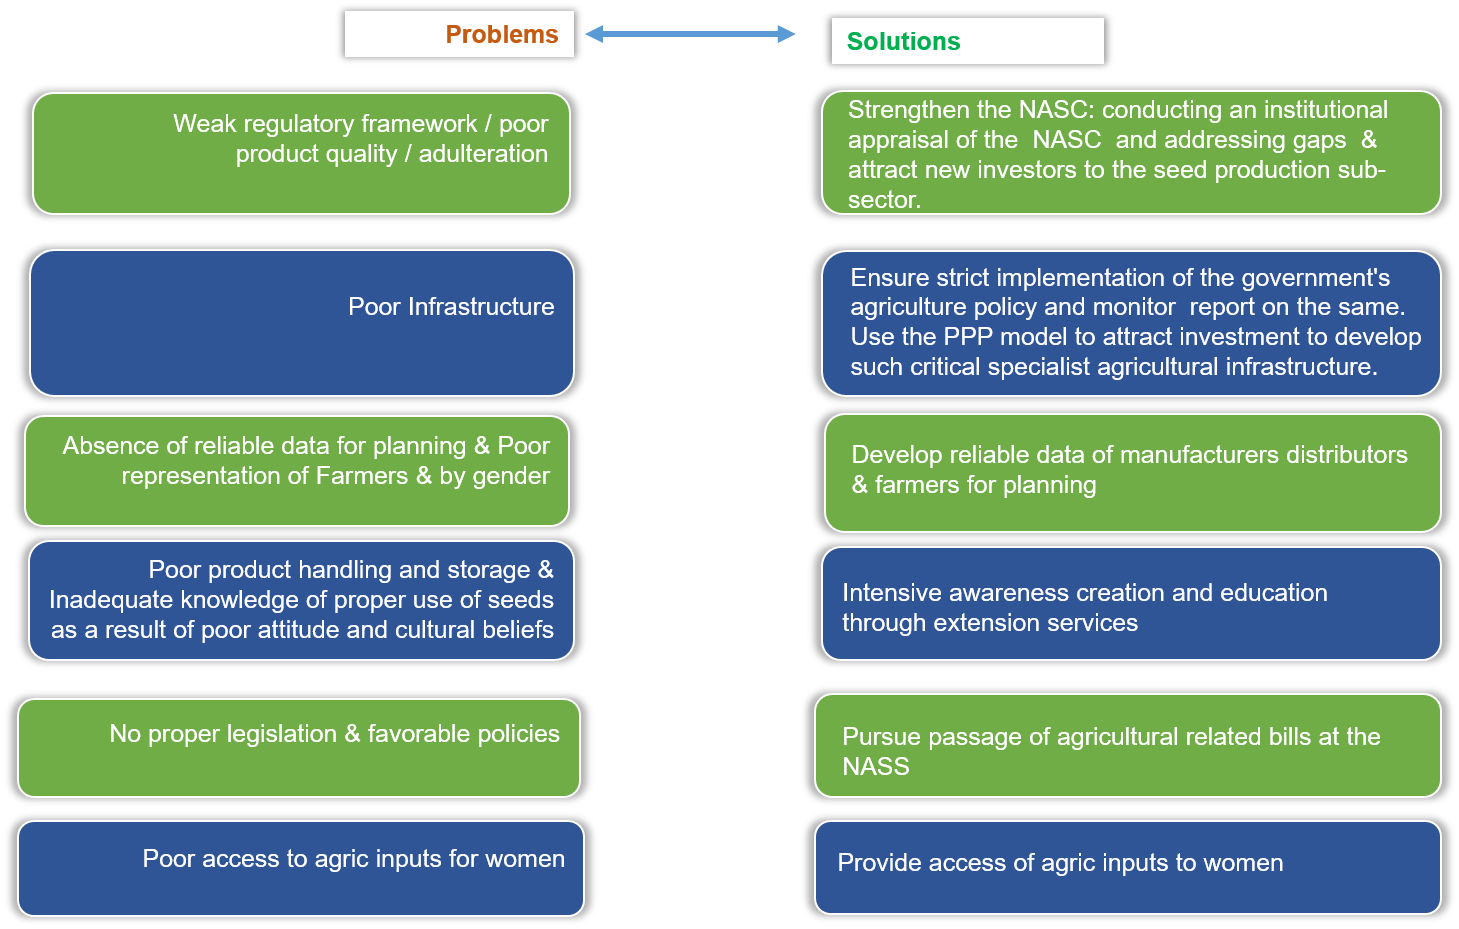 Problems
Solutions
Weak regulatory framework / poor
product quality / adulteration
Strengthen the NASC: conducting an institutional
appraisal of the NASC and addressing gaps &
attract new investors to the seed production sub-
sector.
Poor Infrastructure
Ensure strict implementation of the government's
agriculture policy and monitor report on the same.
Use the PPP model to attract investment to develop
such critical specialist agricultural infrastructure.
Absence of reliable data for planning & Poor
representation of Farmers & by gender
Develop reliable data of manufacturers distributors
& farmers for planning
Poor product handling and storage &
Inadequate knowledge of proper use of seeds
as a result of poor attitude and cultural beliefs
Intensive awareness creation and education
through extension services
No proper legislation & favorable policies
Pursue passage of agricultural related bills at the
NASS
Poor access to agric inputs for women
Provide access of agric inputs to women